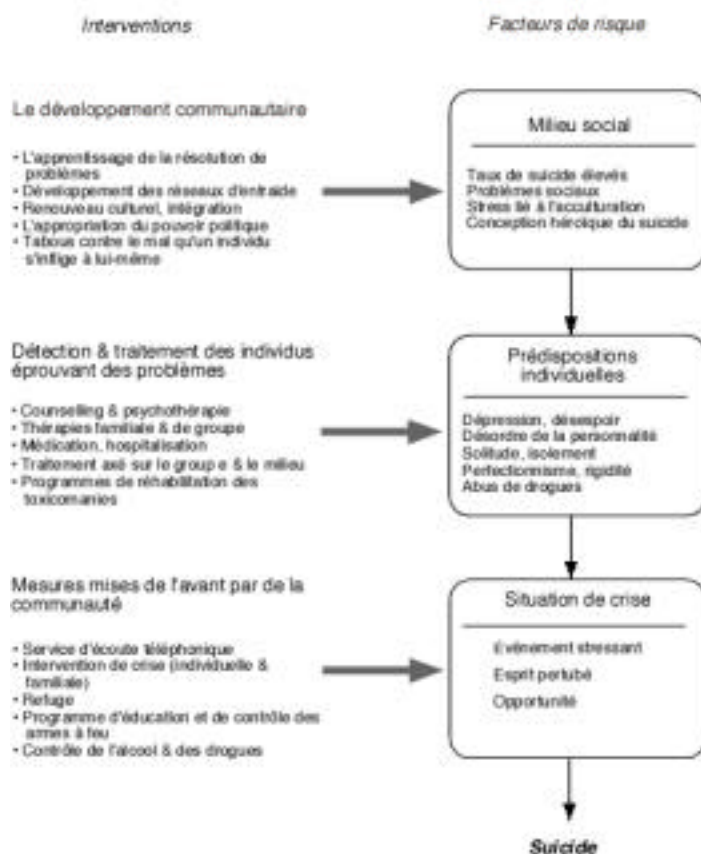 Interventions
Facteurs de risque
Le développement communautaire
• L'apprentissage de la résolution de
problèmes
• Développement des réseaux d'entraide
• Renouveau culturel, intégration
• L'appropriation du pouvoir politique
• Tabous contre le mal qu'un individu
s'inflige à lui-même
Milieu social
Taux de suicide élevés
Problèmes sociaux
Stress lié à l'acculturation
Conception héroïque du suicide
Détection & traitement des individus
éprouvant des problèmes
• Counselling & psychothérapie
• Thérapies familiale & de groupe
• Médication, hospitalisation
• Traitement axé sur le group e & le milieu
• Programmes de réhabilitation des
toxicomanies
Prédispositions
individuelles
Dépression, désespoir
Désordre de la personnalité
Solitude, isolement
Perfectionnisme, rigidité
Abus de drogues
Mesures mises de l'avant par de la
communauté
• Service d'écoute téléphonique
• Intervention de crise (individuelle &
familiale)
• Refuge
• Programme d'éducation et de contrôle des
armes à feu
• Contrôle de l'alcool & des drogues
Situation de crise
Evénement stressant
Esprit pertubé
Opportunité
Suicide